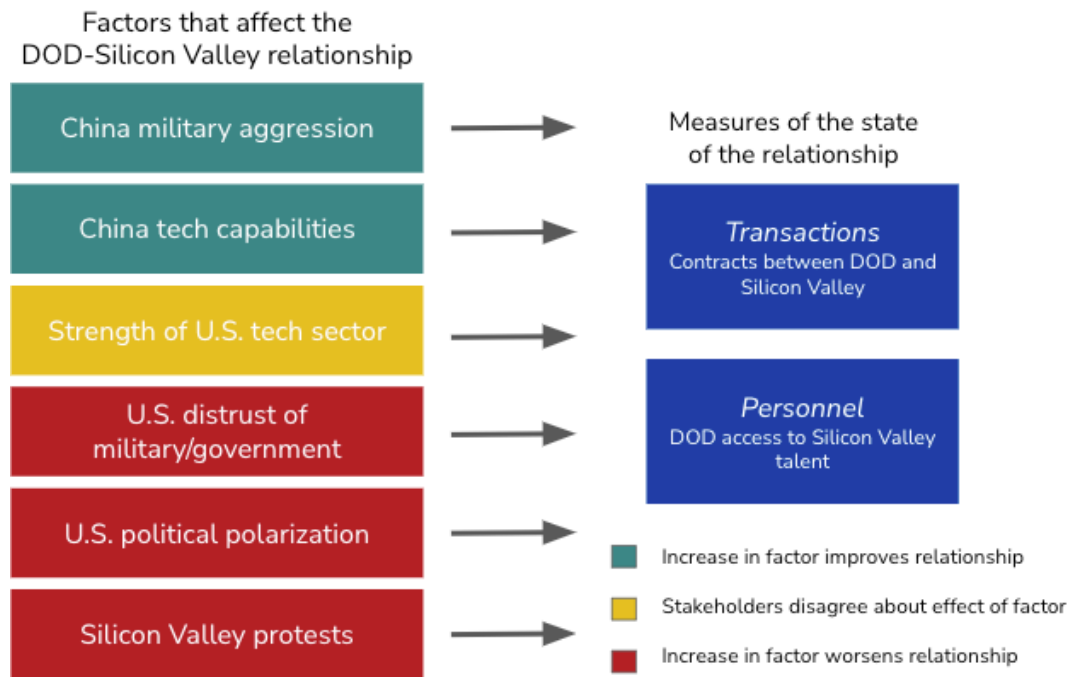 Factors that affect the
DOD-Silicon Valley relationship
China military aggression
China tech capabilities
Strength of U.S. tech sector
U.S. distrust of
military/government
U.S. political polarization
Silicon Valley protests
Measures of the state
of the relationship
Transactions
Contracts between DOD and
Silicon Valley
Personnel
DOD access to Silicon Valley
talent
Increase in factor improves relationship
Stakeholders disagree about effect of factor
Increase in factor worsens relationship